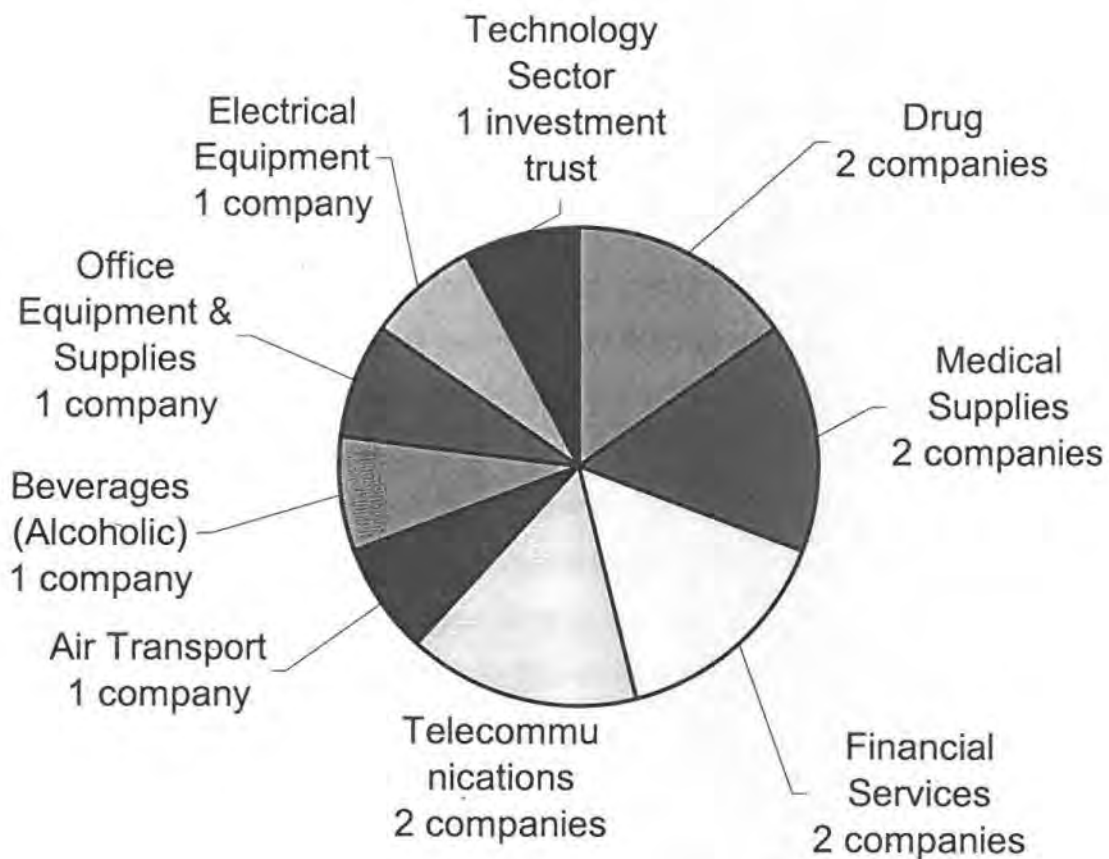 Technology
Sector
1 investment
trust
Drug
2 companies
Medical
Supplies
2 companies
Financial
Services
2 companies
Telecommu
nications
2 companies
Air Transport
1 company
Beverages
(Alcoholic)
1 company
Office
Equipment &
Supplies
1 company
Electrical
Equipment
1 company